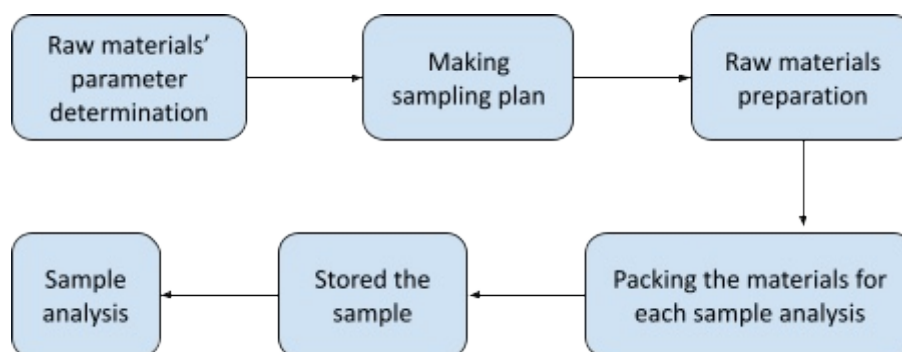 Raw materials'
parameter
determination
Making
sampling plan
Raw materials
preparation
Packing the materials for
each sample analysis
Stored the
sample
Sample
analysis